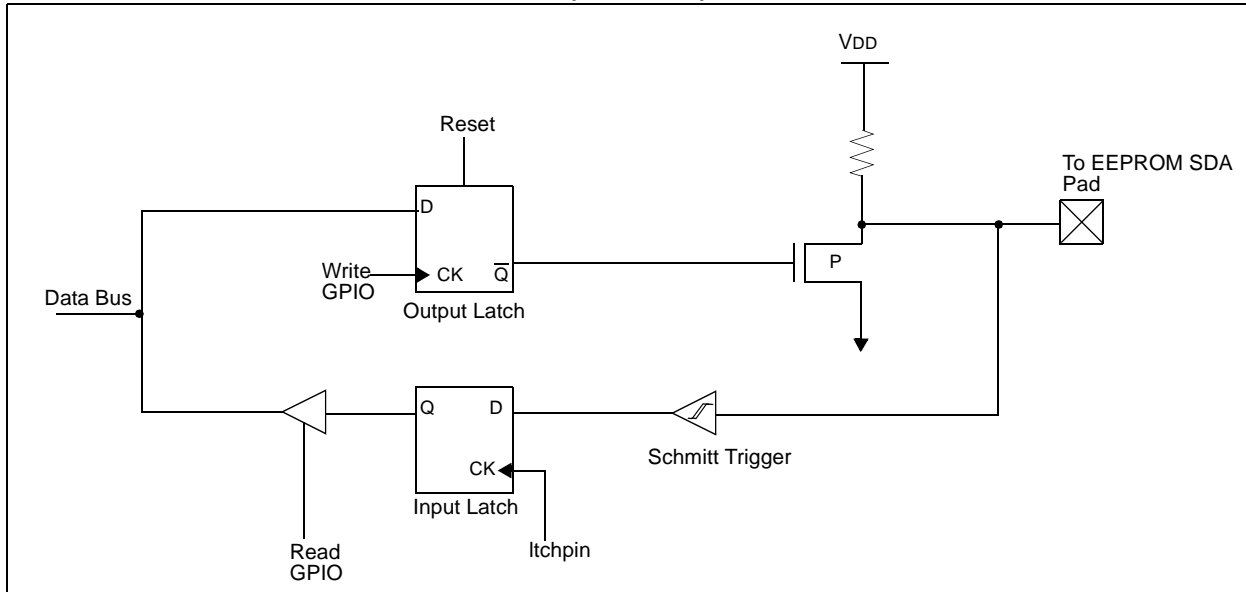 VDD
Reset
To EEPROM SDA
Pad
D
P
Write
GPIO
CK
Q
Data Bus
Output Latch
Q
D
Schmitt Trigger
CK
Input Latch
Read
GPIO
ltchpin